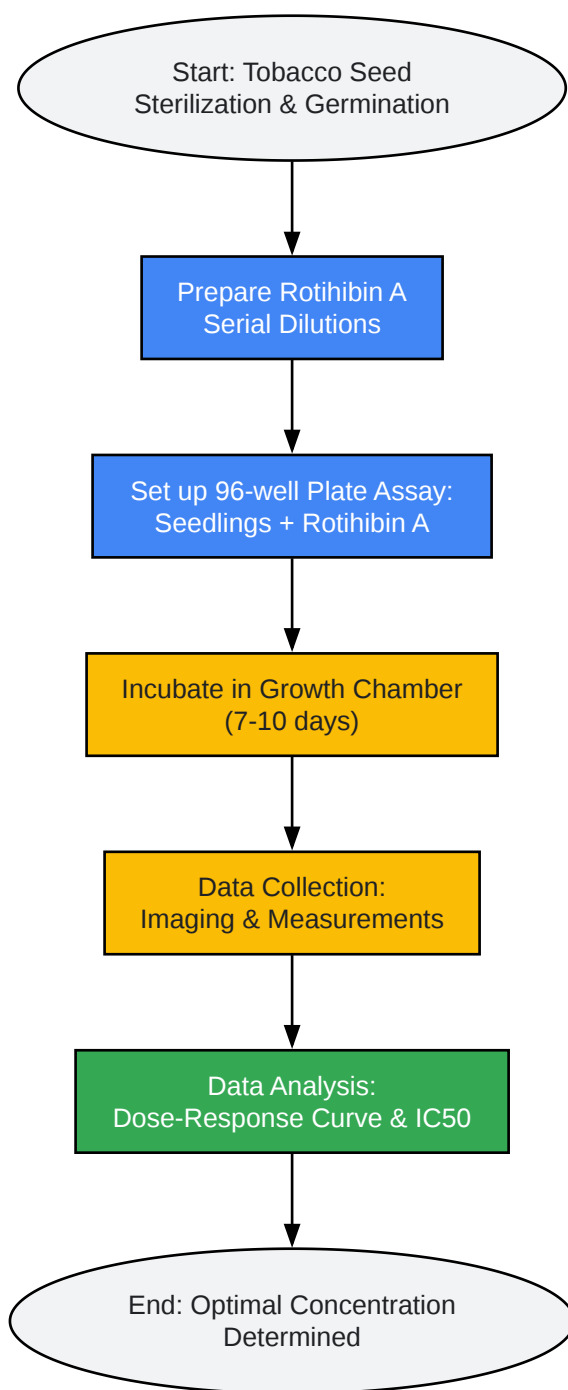 Start: Tobacco Seed
Sterilization & Germination
Prepare Rotihibin A
Serial Dilutions
Set up 96-well Plate Assay:
Seedlings + Rotihibin A
Incubate in Growth Chamber
(7-10 days)
Data Collection:
Imaging & Measurements
Data Analysis:
Dose-Response Curve & IC50
End: Optimal Concentration
Determined